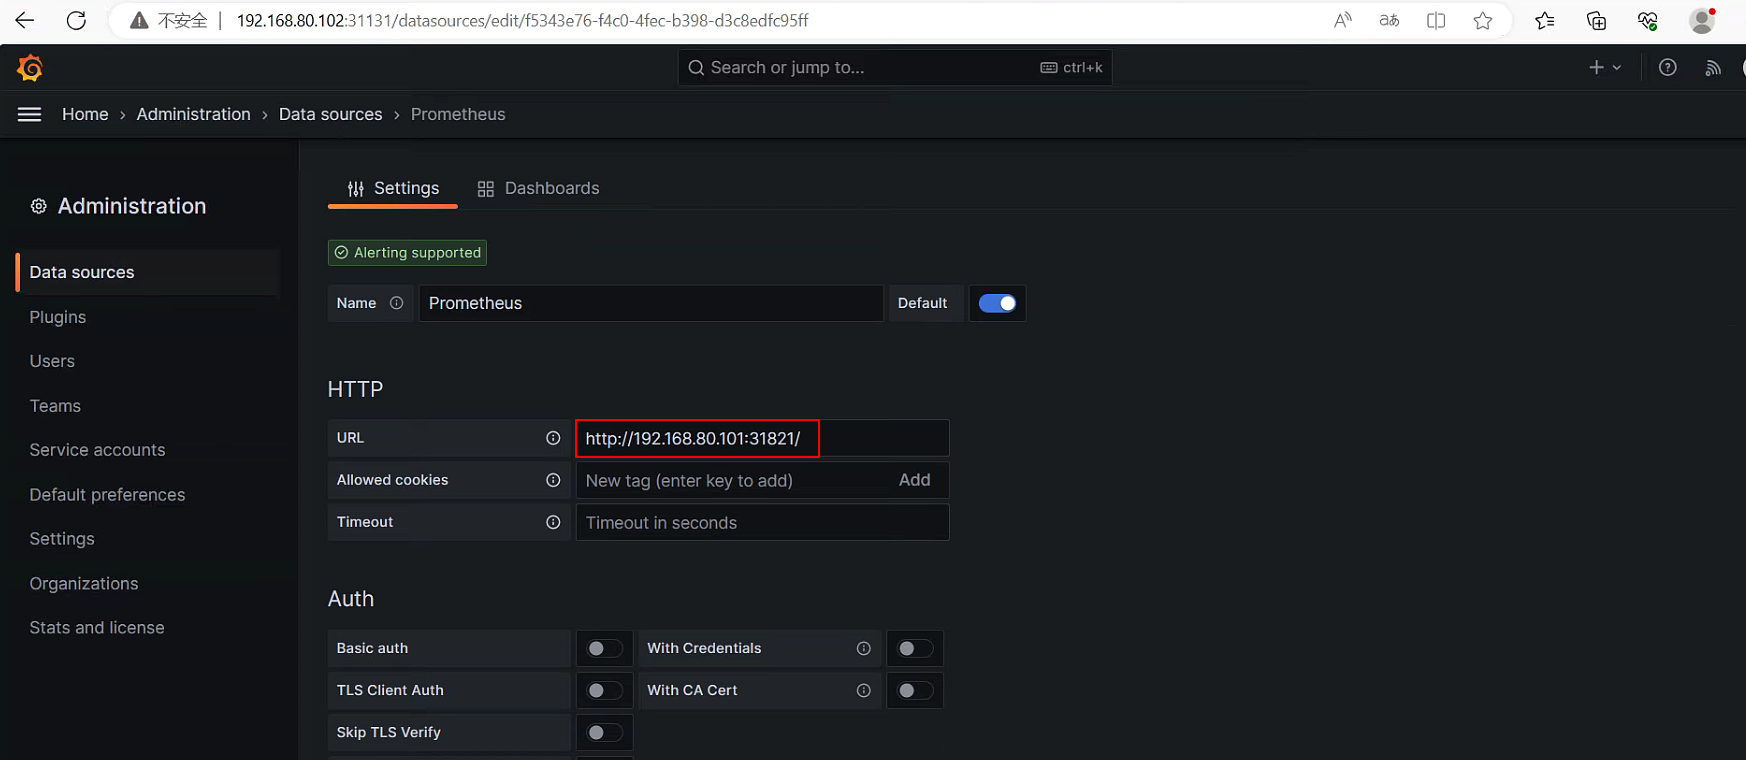 不安全 | 192.168.80.102:31131/datasources/edit/f5343e76-f4c0-4fec-b398-d3c8edfc95ff
Search or jump to... ctrl+k
Home › Administration › Data sources › Prometheus
Administration
Data sources
Plugins
Users
Teams
Service accounts
Default preferences
Settings
Organizations
Stats and license
Settings Dashboards
Alerting supported
Name Prometheus Default
HTTP
URL http://192.168.80.101:31821/
Allowed cookies New tag (enter key to add) Add
Timeout Timeout in seconds
Auth
Basic auth With Credentials
TLS Client Auth With CA Cert
Skip TLS Verify